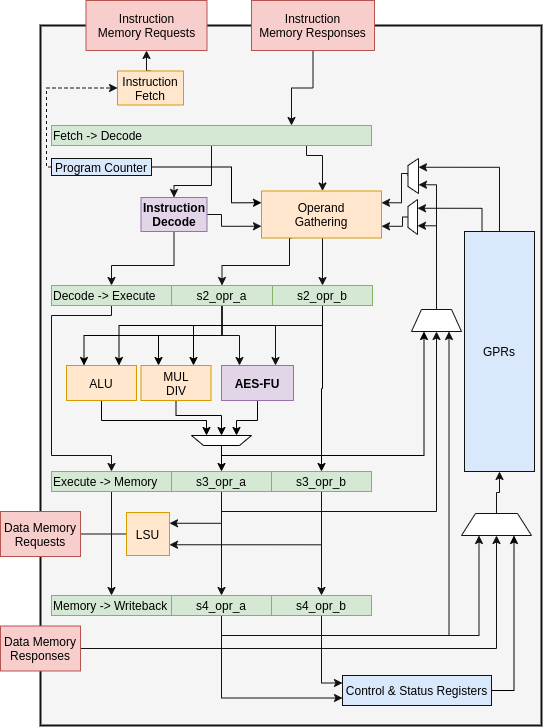 Instruction
Memory Requests
Instruction
Memory Responses
Instruction
Fetch
Fetch -> Decode
Program Counter
Instruction
Decode
Operand
Gathering
GPRs
Decode -> Execute
s2_opr_a
s2_opr_b
ALU
MUL
DIV
AES-FU
Execute -> Memory
s3_opr_a
s3_opr_b
Data Memory
Requests
LSU
Memory -> Writeback
s4_opr_a
s4_opr_b
Data Memory
Responses
Control & Status Registers